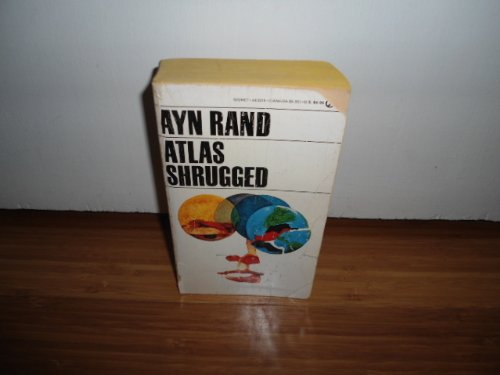 AYN RAND
ATLAS
SHRUGGED